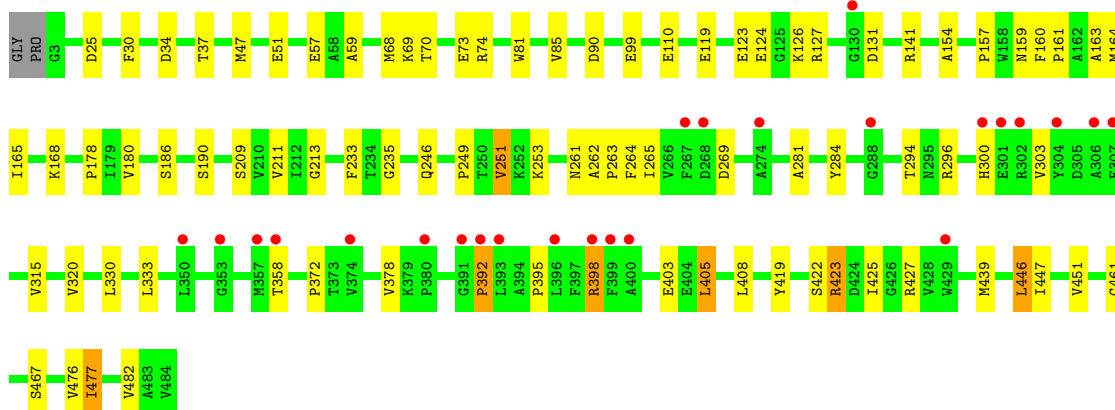 GLY PRO G3 D25 F30 D34 T37 M47 E51 E57 A58 A59 M68 K69 T70 E73 R74 W81 V85 D90 E99 E110 E119 E123 E124 G125 K126 R127 G130 D131 R141 A154 P157 W158 N159 F160 P161 A162 A163 M164
I165 K168 P178 I179 V180 S186 S190 S209 V210 V211 I212 G213 F233 T234 G235 Q246 P249 T250 V251 K252 K253 N261 A262 P263 F264 I265 V266 F267 D268 D269 A274 A281 Y284 G288 T294 N295 R296 H300 E301 R302 V303 Y304 D305 A306
V315 V320 L330 L333 L350 G353 M357 T358 P372 T373 V374 V378 K379 P380 G391 P392 L393 A394 P395 L396 F397 R398 F399 A400 E403 E404 L405 L408 Y419 S422 R423 D424 I425 G426 R427 V428 W429 M439 L446 I447 V451
S467 V476 I477 V482 A483 V484